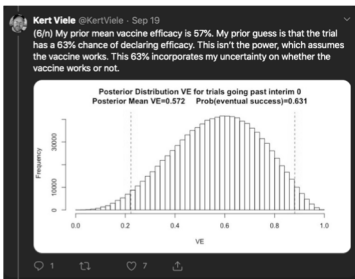 Kert Viele @KertViele · Sep 19
(6/n) My prior mean vaccine efficacy is 57%. My prior guess is that the trial
has a 63% chance of declaring efficacy. This isn't the power, which assumes
the vaccine works. This 63% incorporates my uncertainty on whether the
vaccine works or not.
Posterior Distribution VE for trials going past interim 0
Posterior Mean VE=0.572 Prob(eventual success)=0.631
Frequency
30000
10000
0
0.0 0.2 0.4 0.6 0.8 1.0
VE
1 7